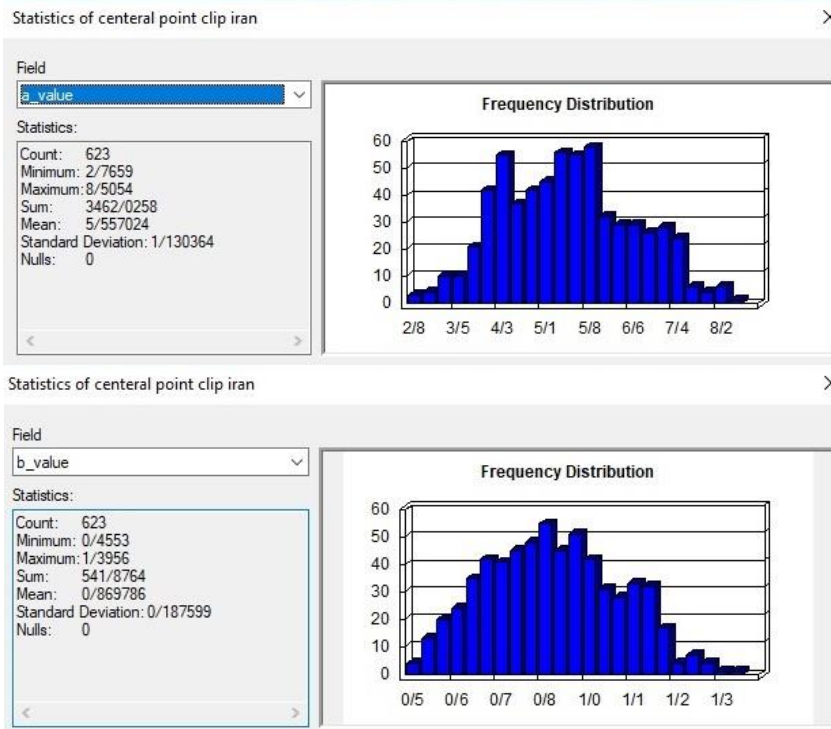 Statistics of centeral point clip iran
Field
a_value
Statistics:
Count: 623
Minimum: 2/7659
Maximum: 8/5054
Sum: 3462/0258
Mean: 5/557024
Standard Deviation: 1/130364
Nulls: 0
Frequency Distribution
60
50
40
30
20
10
0
2/8 3/5 4/3 5/1 5/8 6/6 7/4 8/2
Statistics of centeral point clip iran
Field
b_value
Statistics:
Count: 623
Minimum: 0/4553
Maximum: 1/3956
Sum: 541/8764
Mean: 0/869786
Standard Deviation: 0/187599
Nulls: 0
Frequency Distribution
60
50
40
30
20
10
0
0/5 0/6 0/7 0/8 1/0 1/1 1/2 1/3